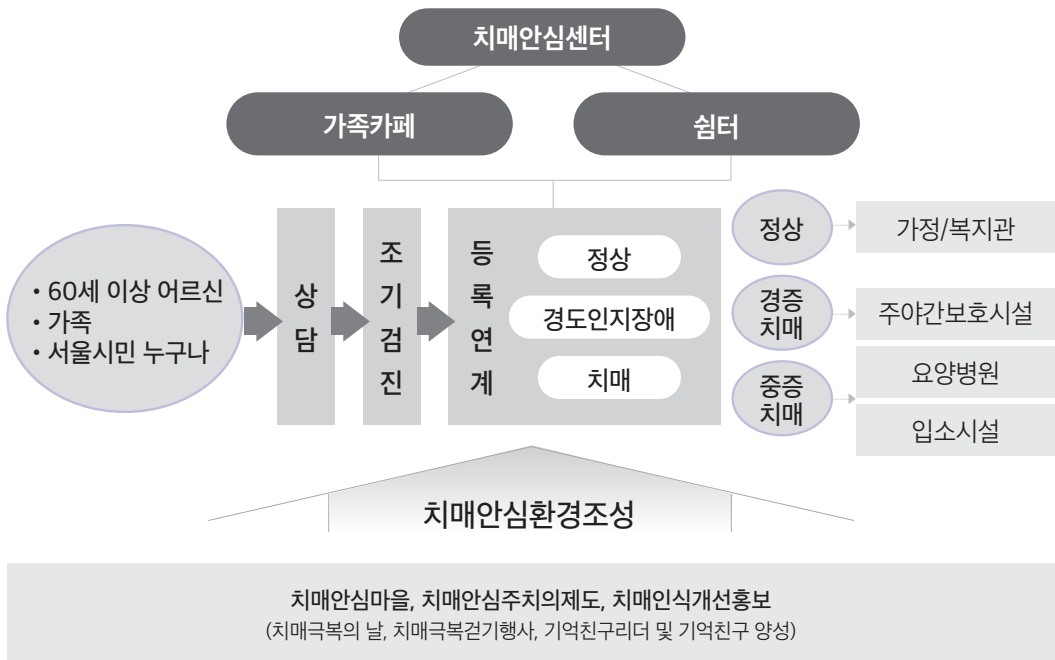 치매안심센터
가족카페
쉼터
• 60세 이상 어르신
• 가족
• 서울시민 누구나
상담
조기검진
등록연계
정상
경도인지장애
치매
정상
가정/복지관
경증
치매
주야간보호시설
중증
치매
요양병원
입소시설
치매안심환경조성
치매안심마을, 치매안심주치의제도, 치매인식개선홍보
(치매극복의 날, 치매극복걷기행사, 기억친구리더 및 기억친구 양성)